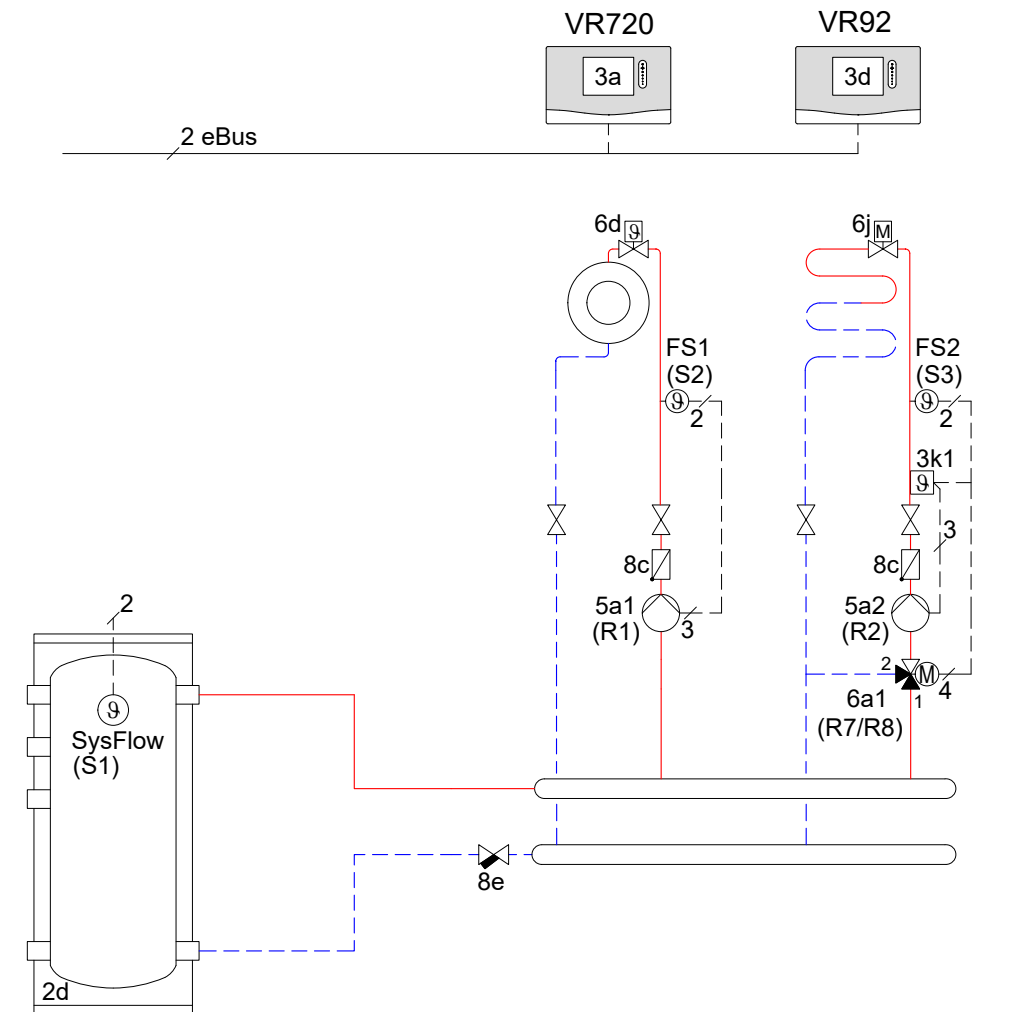 VR720
VR92
3a
3d
2 eBus
6d
ϑ
6j
M
FS1
(S2)
ϑ
2
FS2
(S3)
ϑ
2
3k1
ϑ
3
8c
8c
5a1
(R1)
3
5a2
(R2)
2
M
4
1
6a1
(R7/R8)
2
ϑ
SysFlow
(S1)
8e
2d